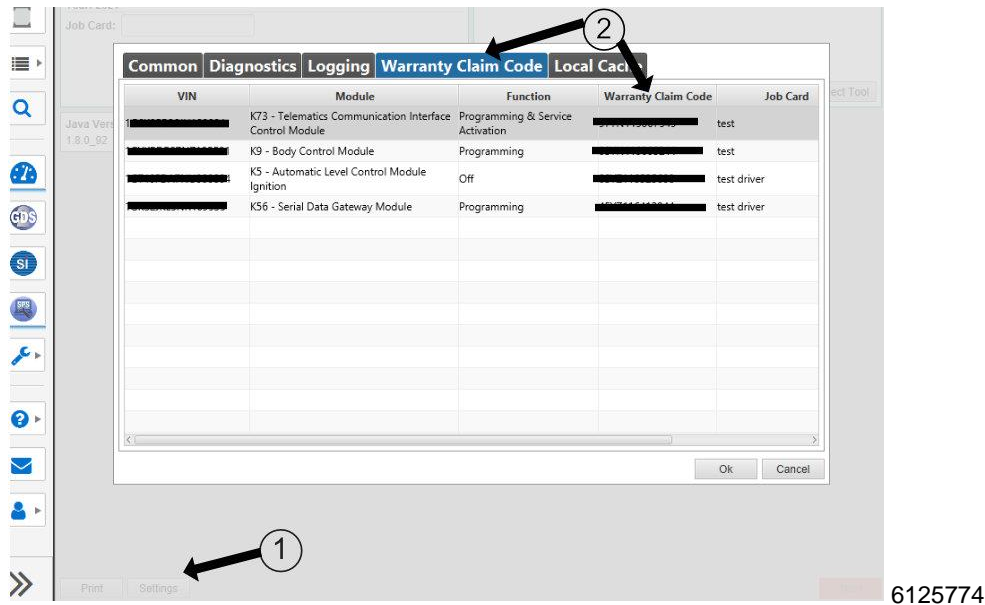 Job Card:
Common Diagnostics Logging Warranty Claim Code Local
2
VIN Module Function Warranty Claim Code Job Card
ect Tool
K73 - Telematics Communication Interface Programming & Service test
Control Module Activation
Java Vers
1.8.0_92
K9 - Body Control Module Programming test
K5 - Automatic Level Control Module Off test driver
Ignition
K56 - Serial Data Gateway Module Programming test driver
GDS
SI
SPS
Ok Cancel
1
Print Settings
6125774